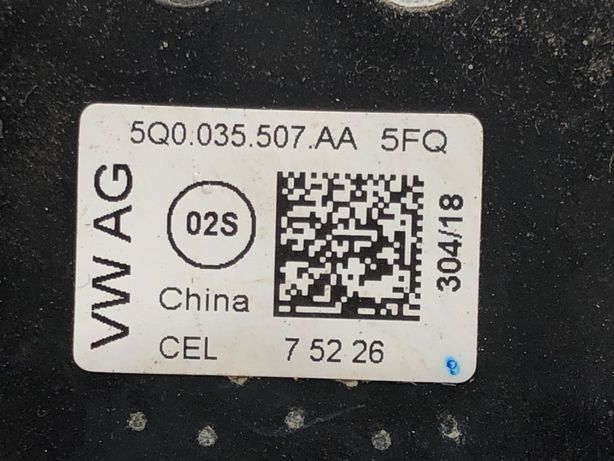 5Q0.035.507.AA 5FQ
VW AG
02S
304/18
China
CEL 7 52 26